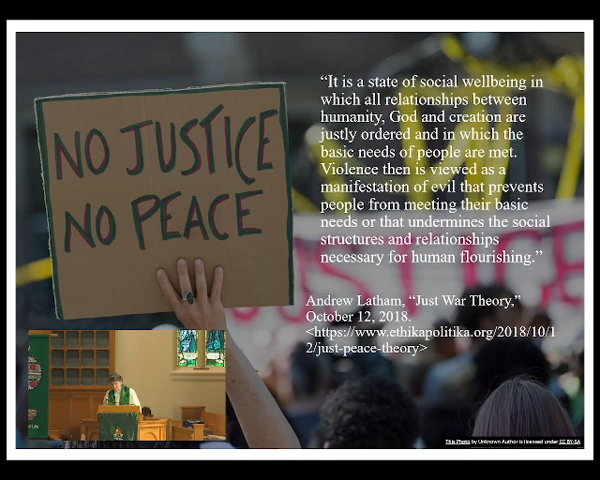 NO JUSTICE
NO PEACE
“It is a state of social wellbeing in
which all relationships between
humanity, God and creation are
justly ordered and in which the
basic needs of people are met.
Violence then is viewed as a
manifestation of evil that prevents
people from meeting their basic
needs or that undermines the social
structures and relationships
necessary for human flourishing.”
Andrew Latham, “Just War Theory,”
October 12, 2018.
<https://www.ethikapolitika.org/2018/10/1
2/just-peace-theory>
This Photo by Unknown Author is licensed under CC BY-SA